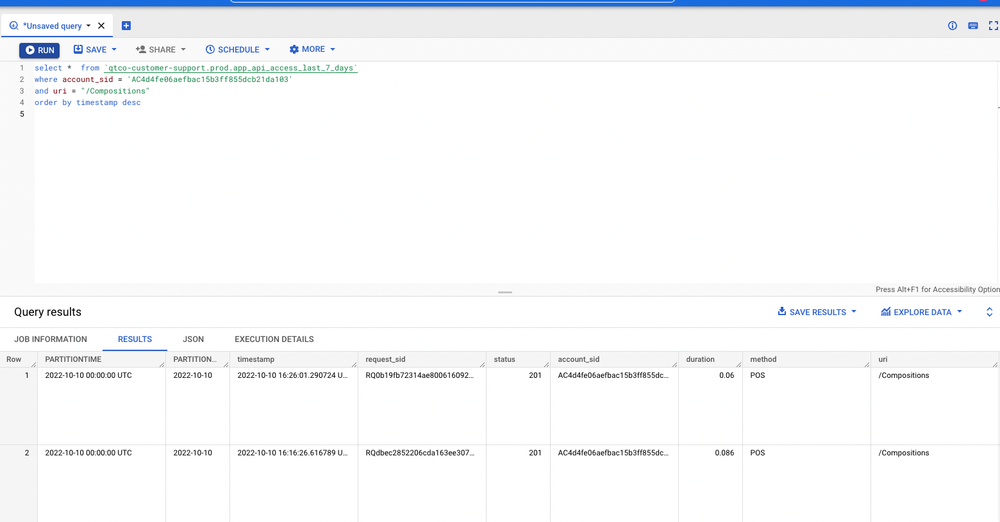 *Unsaved query
RUN SAVE SHARE SCHEDULE MORE
1 select *  from `qtco-customer-support.prod.app_api_access_last_7_days`
2 where account_sid = 'AC4d4fe06aefbac15b3ff855dcb21da103'
3 and uri = "/Compositions"
4 order by timestamp desc
5
Press Alt+F1 for Accessibility Option
Query results SAVE RESULTS EXPLORE DATA
JOB INFORMATION RESULTS JSON EXECUTION DETAILS
Row PARTITIONTIME PARTITION... timestamp request_sid status account_sid duration method uri
1 2022-10-10 00:00:00 UTC 2022-10-10 2022-10-10 16:26:01.290724 U... RQ0b19fb72314ae800616092... 201 AC4d4fe06aefbac15b3ff855dc... 0.06 POS /Compositions
2 2022-10-10 00:00:00 UTC 2022-10-10 2022-10-10 16:16:26.616789 U... RQdbec2852206cda163ee307... 201 AC4d4fe06aefbac15b3ff855dc... 0.086 POS /Compositions